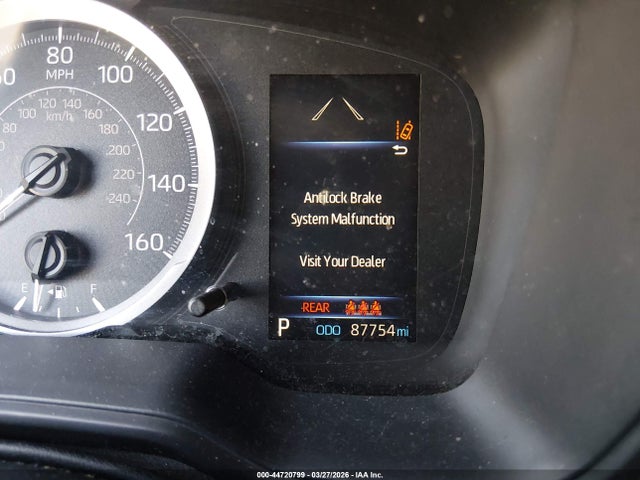 60 80 100
MPH
120
140
160
80 100 120 140 160
km/h
180
200
220
240
E F
Antilock Brake
System Malfunction
Visit Your Dealer
REAR
P ODO 87754 mi
000-44720799 - 03/27/2026 - IAA Inc.